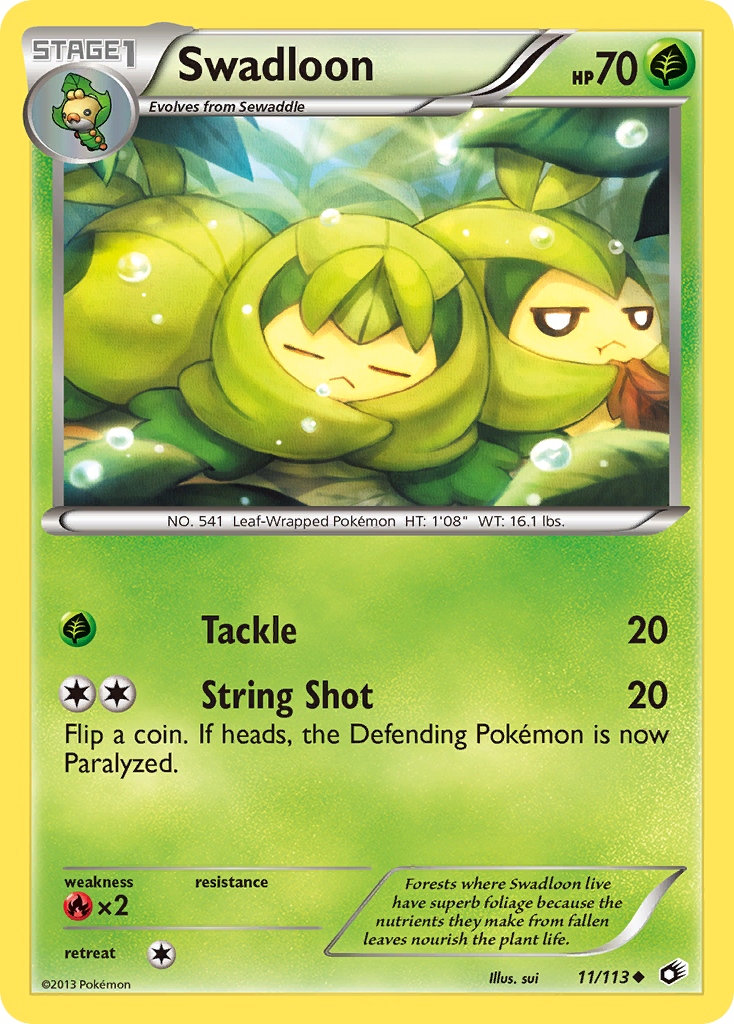 STAGE1
Swadloon
HP70
Evolves from Sewaddle
NO. 541 Leaf-Wrapped Pokémon HT: 1'08" WT: 16.1 lbs.
Tackle 20
String Shot 20
Flip a coin. If heads, the Defending Pokémon is now
Paralyzed.
weakness resistance
×2
retreat
Forests where Swadloon live
have superb foliage because the
nutrients they make from fallen
leaves nourish the plant life.
©2013 Pokémon
Illus. sui
11/113